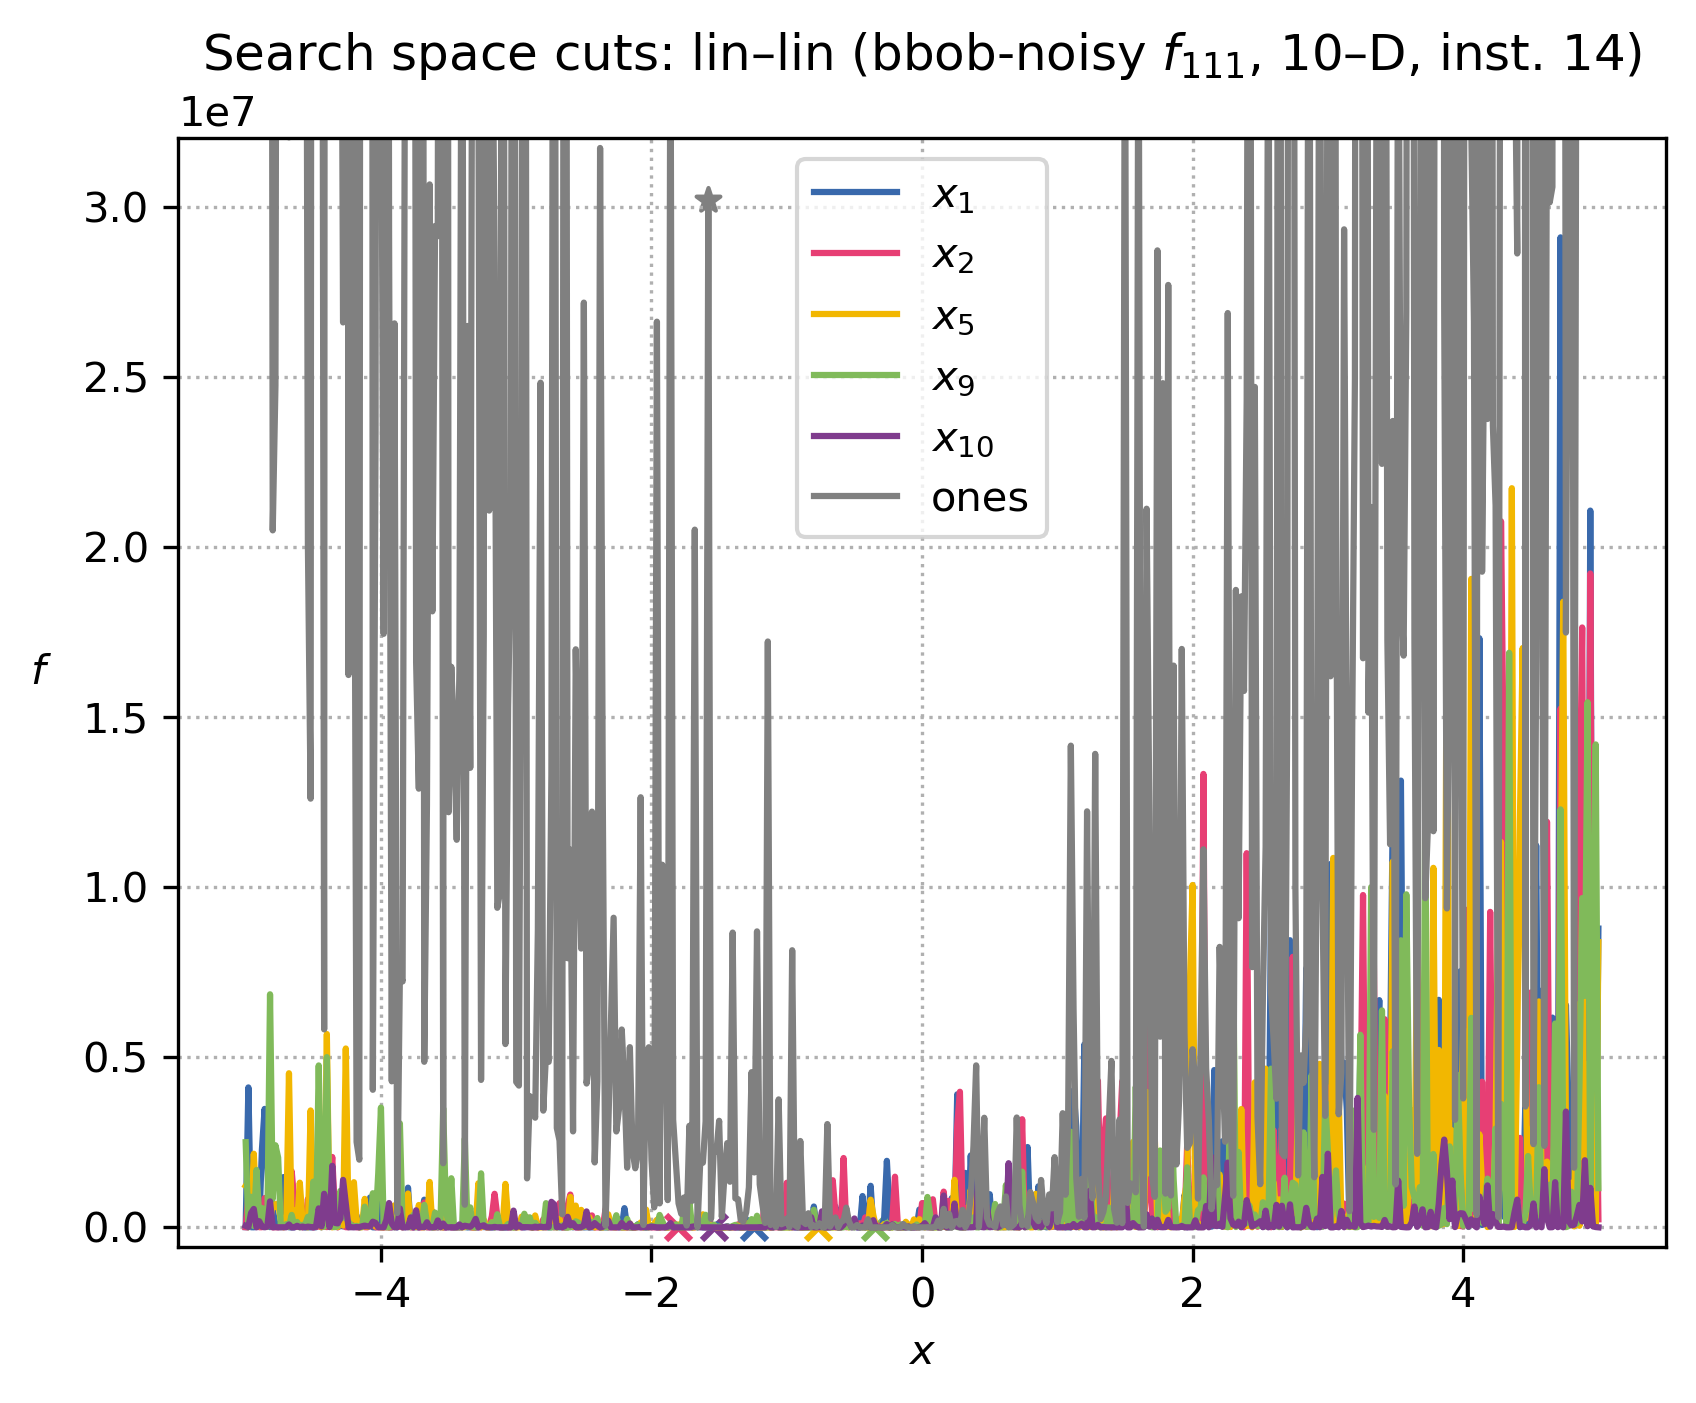 Search space cuts: lin–lin (bbob-noisy f₁₁₁, 10–D, inst. 14)
1e7
3.0
2.5
2.0
1.5
1.0
0.5
0.0
f
x₁
x₂
x₅
x₉
x₁₀
ones
−4 −2 0 2 4
x